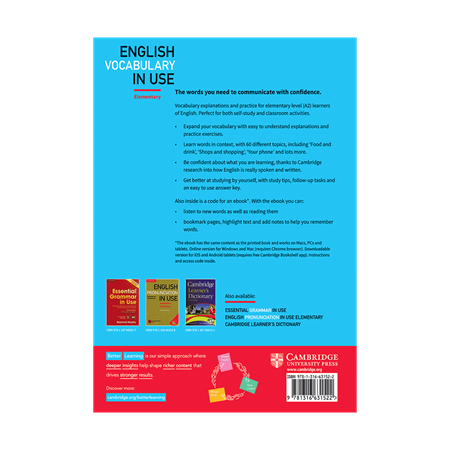 ENGLISH
VOCABULARY
IN USE
Elementary
The words you need to communicate with confidence.
Vocabulary explanations and practice for elementary level (A2) learners
of English. Perfect for both self-study and classroom activities.
• Expand your vocabulary with easy to understand explanations and
practice exercises.
• Learn words in context, with 60 different topics, including 'Food and
drink', 'Shops and shopping', 'Your phone' and lots more.
• Be confident about what you are learning, thanks to Cambridge
research into how English is really spoken and written.
• Get better at studying by yourself, with study tips, follow-up tasks and
an easy to use answer key.
Also inside is a code for an ebook*. With the ebook you can:
• listen to new words as well as reading them
• bookmark pages, highlight text and add notes to help you remember
words.
*The ebook has the same content as the printed book and works on Macs, PCs and
tablets. Online version for Windows and Mac (requires Chrome browser). Downloadable
version for iOS and Android tablets (requires free Cambridge Bookshelf app). Instructions
and access code inside.
Essential
Grammar
in Use
ENGLISH
PRONUNCIATION
IN USE
Cambridge
Learner's
Dictionary
Also available:
ESSENTIAL GRAMMAR IN USE
ENGLISH PRONUNCIATION IN USE ELEMENTARY
CAMBRIDGE LEARNER'S DICTIONARY
Better Learning is our simple approach where
deeper insights help shape richer content that
drives stronger results.
Discover more:
cambridge.org/betterlearning
CAMBRIDGE
UNIVERSITY PRESS
www.cambridge.org
ISBN 978-1-316-63152-2
9 781316 631522 >